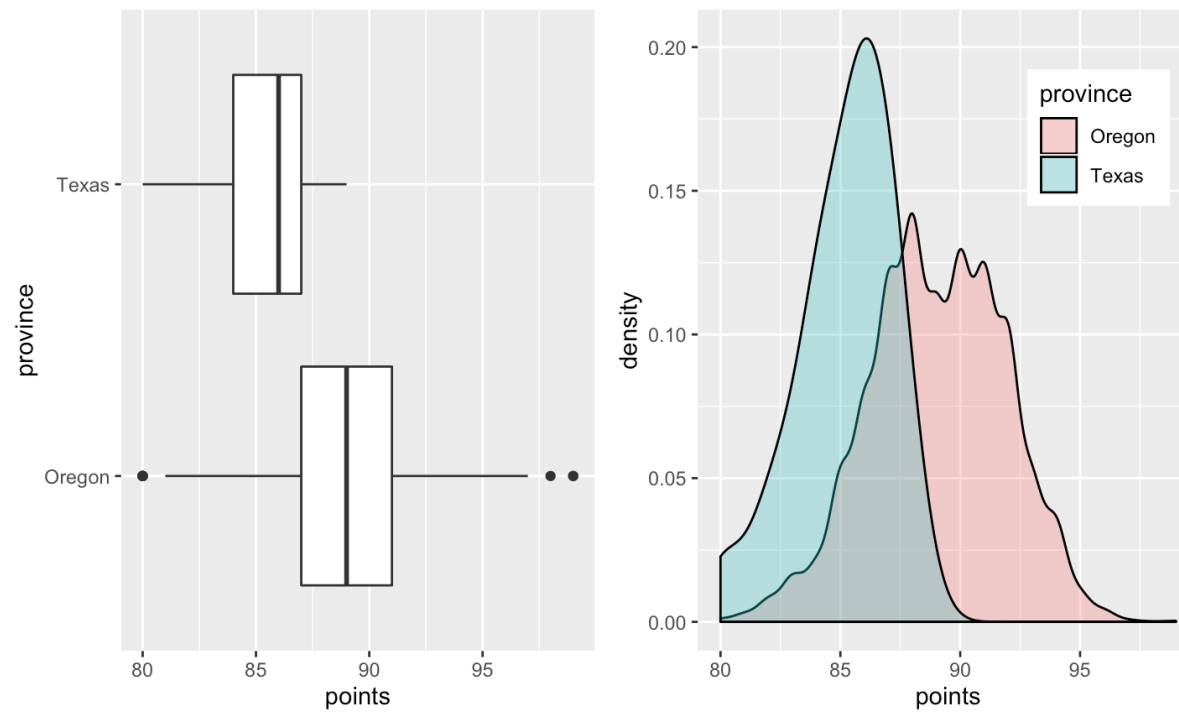 Texas
Oregon
province
80 85 90 95
points
0.20
0.15
0.10
0.05
0.00
density
province
Oregon
Texas
80 85 90 95
points